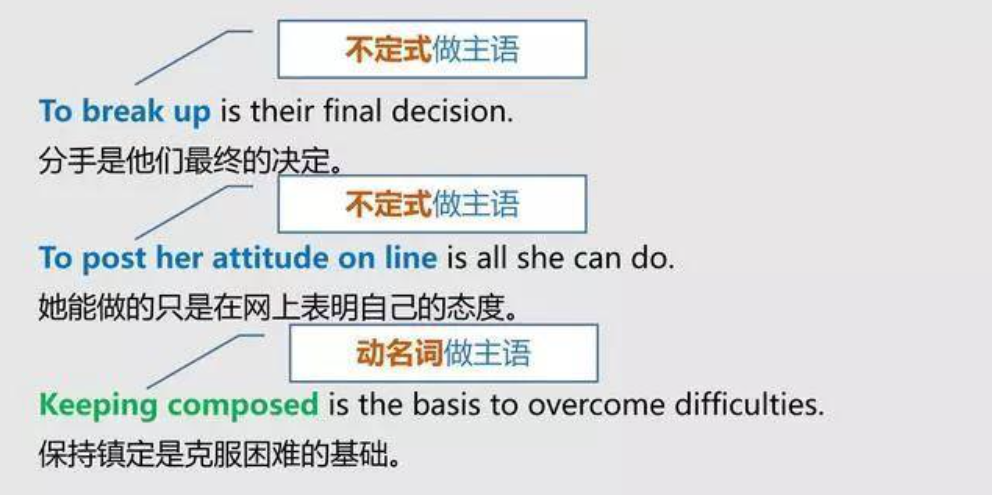 不定式做主语
To break up is their final decision.
分手是他们最终的决定。
不定式做主语
To post her attitude on line is all she can do.
她能做的只是在网上表明自己的态度。
动名词做主语
Keeping composed is the basis to overcome difficulties.
保持镇定是克服困难的基础。